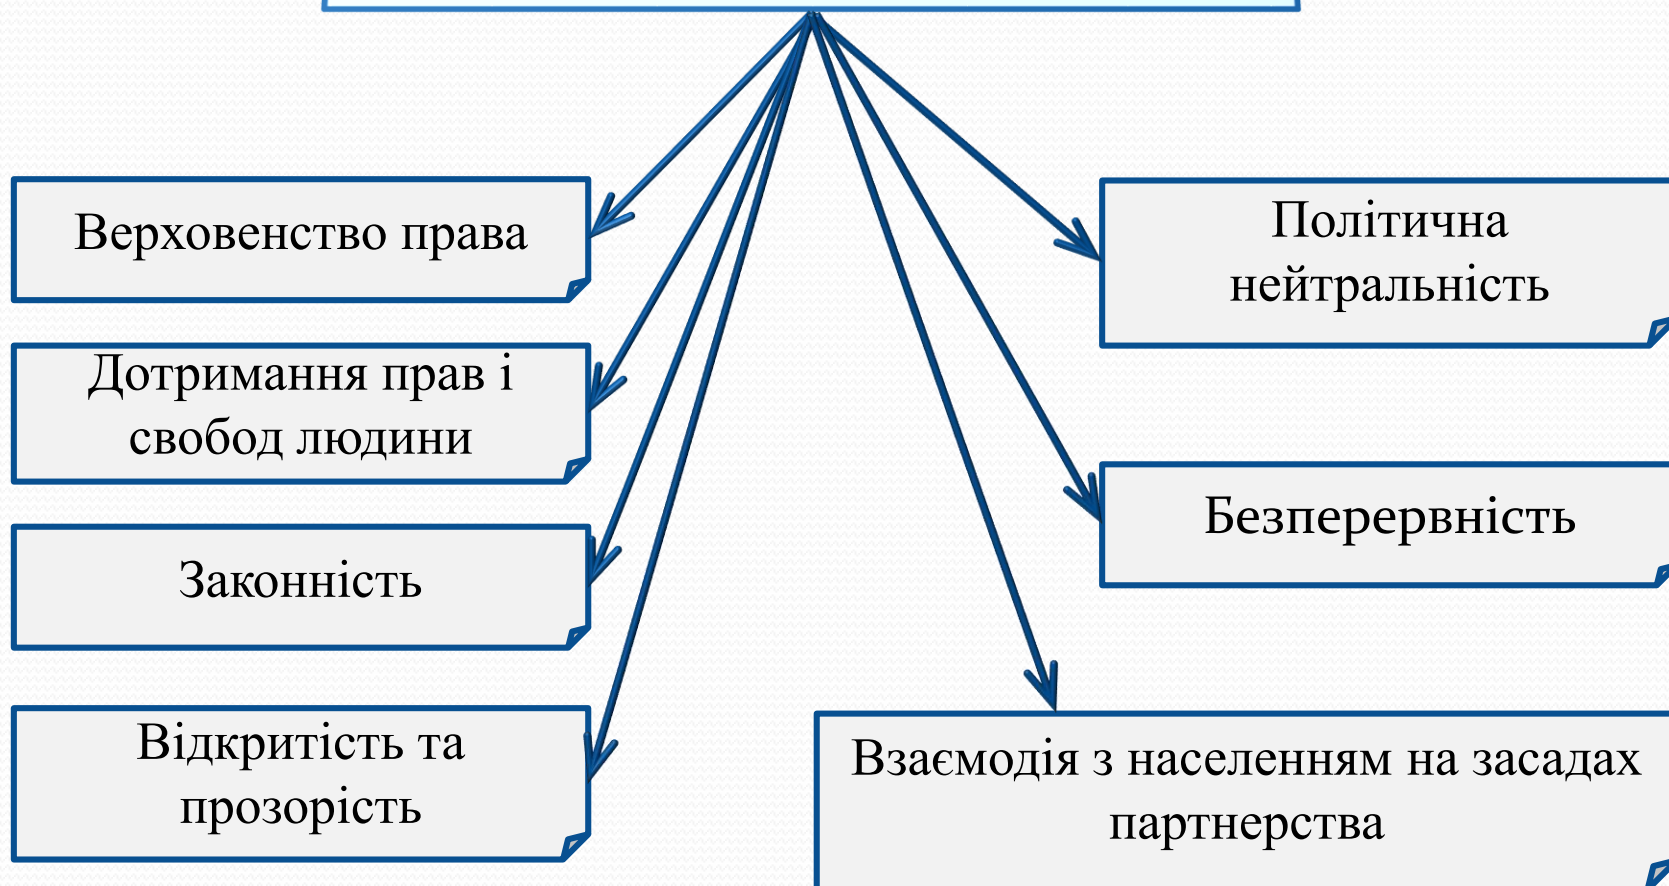 Верховенство права
Дотримання прав і
свобод людини
Законність
Відкритість та
прозорість
Політична
нейтральність
Безперервність
Взаємодія з населенням на засадах
партнерства